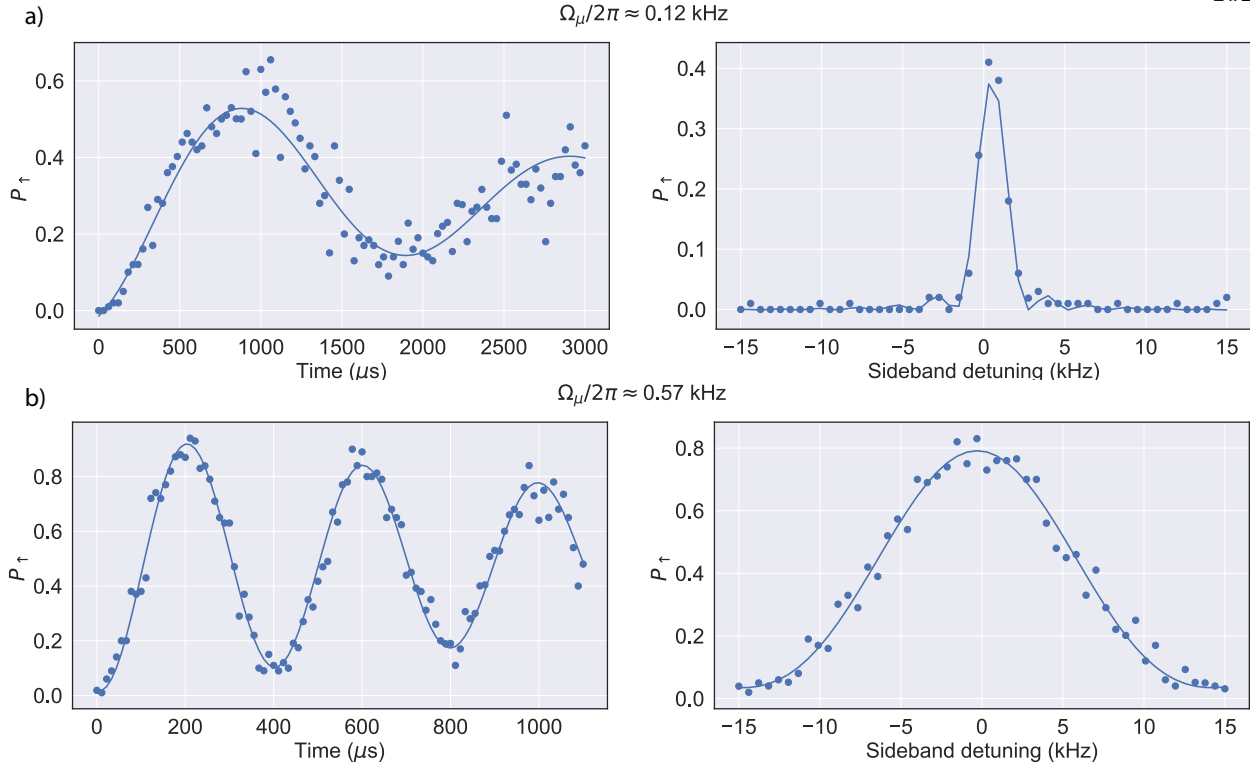 a)
Ω_μ/2π ≈ 0.12 kHz
P↑
0.6
0.4
0.2
0.0
0 500 1000 1500 2000 2500 3000
Time (μs)
P↑
0.4
0.3
0.2
0.1
0.0
−15 −10 −5 0 5 10 15
Sideband detuning (kHz)
b)
Ω_μ/2π ≈ 0.57 kHz
P↑
0.8
0.6
0.4
0.2
0.0
0 200 400 600 800 1000
Time (μs)
P↑
0.8
0.6
0.4
0.2
0.0
−15 −10 −5 0 5 10 15
Sideband detuning (kHz)